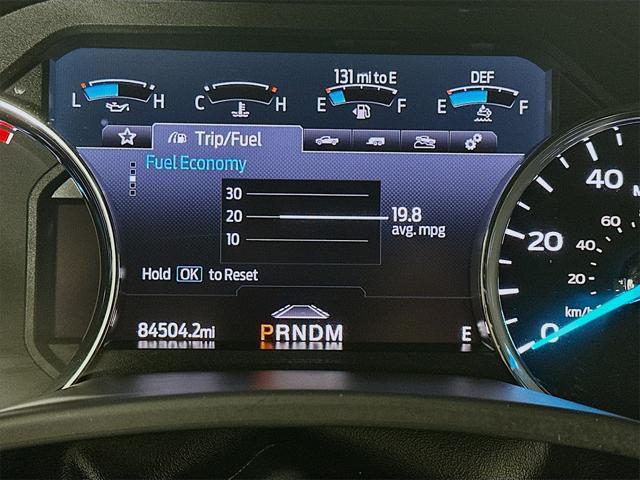 131 mi to E
DEF
L H
C H
E F
E F
Trip/Fuel
Fuel Economy
30
20
10
19.8
avg. mpg
Hold OK to Reset
84504.2mi
PRNDM
E
40
20
0
60
40
20
km/h